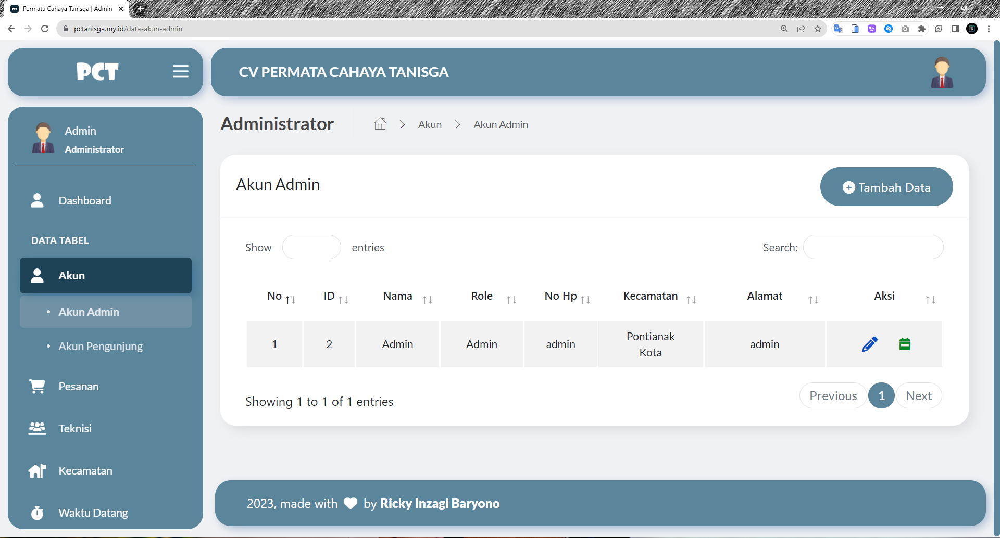 Permata Cahaya Tanisga | Admin
pctanisga.my.id/data-akun-admin
PCT
CV PERMATA CAHAYA TANISGA
Admin
Administrator
Dashboard
DATA TABEL
Akun
Akun Admin
Akun Pengunjung
Pesanan
Teknisi
Kecamatan
Waktu Datang
Administrator Akun Akun Admin
Akun Admin
Tambah Data
Show entries
Search:
No ID Nama Role No Hp Kecamatan Alamat Aksi
1 2 Admin Admin admin Pontianak Kota admin
Showing 1 to 1 of 1 entries
Previous 1 Next
2023, made with by Ricky Inzagi Baryono